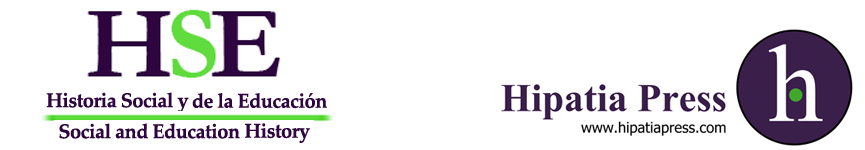 HSE
Historia Social y de la Educación
Social and Education History
Hipatia Press
www.hipatiapress.com
h